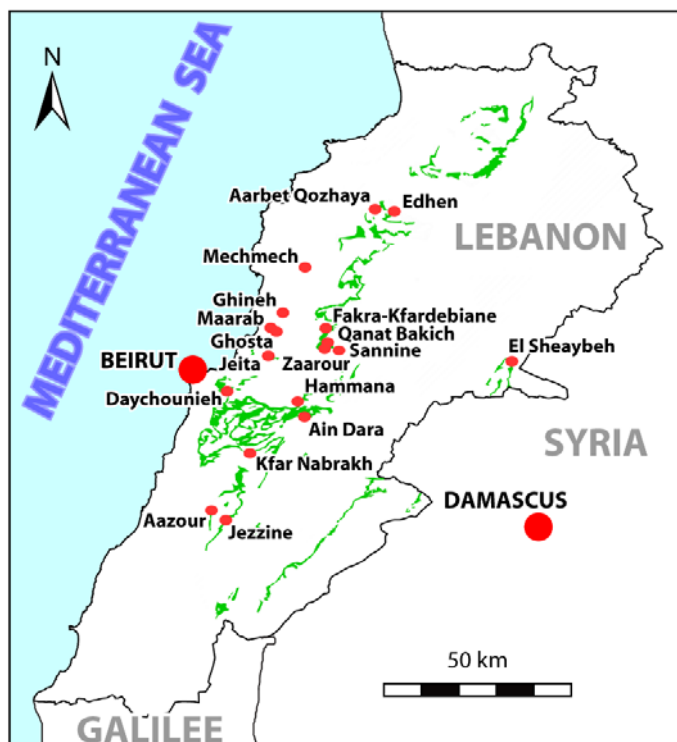 N
MEDITERRANEAN SEA
Aarbet Qozhaya
Edhen
LEBANON
Mechmech
Ghineh
Maarab
Fakra-Kfardebiane
Qanat Bakich
Ghosta
Sannine
El Sheaybeh
BEIRUT
Jeita
Zaarour
Daychounieh
Hammana
Ain Dara
SYRIA
Kfar Nabrakh
DAMASCUS
Aazour
Jezzine
50 km
GALILEE